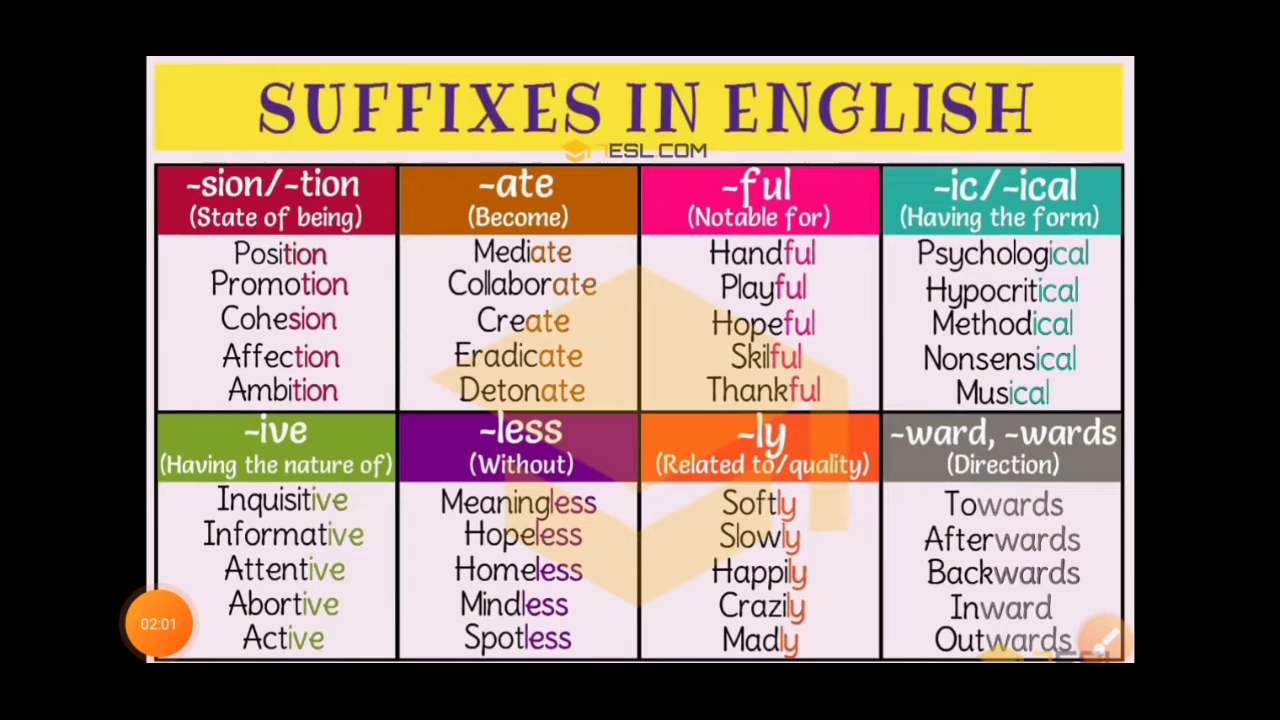 SUFFIXES IN ENGLISH
7ESL.COM
-sion/-tion
(State of being)
Position
Promotion
Cohesion
Affection
Ambition
-ate
(Become)
Mediate
Collaborate
Create
Eradicate
Detonate
-ful
(Notable for)
Handful
Playful
Hopeful
Skilful
Thankful
-ic/-ical
(Having the form)
Psychological
Hypocritical
Methodical
Nonsensical
Musical
-ive
(Having the nature of)
Inquisitive
Informative
Attentive
Abortive
Active
-less
(Without)
Meaningless
Hopeless
Homeless
Mindless
Spotless
-ly
(Related to/quality)
Softly
Slowly
Happily
Crazily
Madly
-ward, -wards
(Direction)
Towards
Afterwards
Backwards
Inward
Outwards
02:01